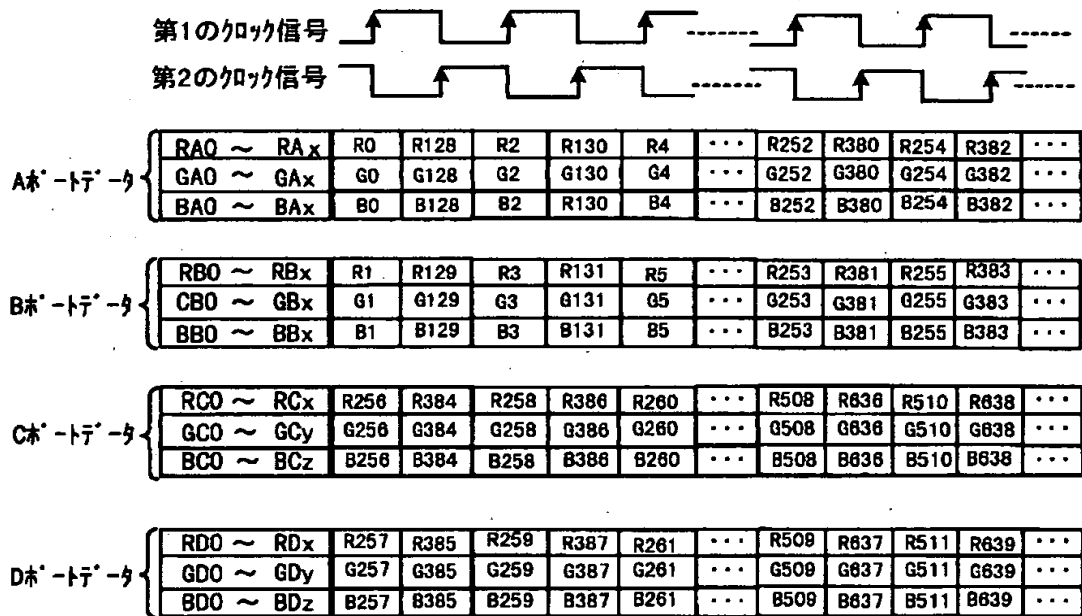 第1のクロック信号
第2のクロック信号
Aポートデータ
RA0 ～ RAx R0 R128 R2 R130 R4 ··· R252 R380 R254 R382 ···
GA0 ～ GAx G0 G128 G2 G130 G4 ··· G252 G380 G254 G382 ···
BA0 ～ BAx B0 B128 B2 R130 B4 ··· B252 B380 B254 B382 ···
Bポートデータ
RB0 ～ RBx R1 R129 R3 R131 R5 ··· R253 R381 R255 R383 ···
CB0 ～ GBx G1 G129 G3 G131 G5 ··· G253 G381 G255 G383 ···
BB0 ～ BBx B1 B129 B3 B131 B5 ··· B253 B381 B255 B383 ···
Cポートデータ
RC0 ～ RCx R256 R384 R258 R386 R260 ··· R508 R636 R510 R638 ···
GC0 ～ GCy G256 G384 G258 G386 G260 ··· G508 G636 G510 G638 ···
BC0 ～ BCz B256 B384 B258 B386 B260 ··· B508 B636 B510 B638 ···
Dポートデータ
RD0 ～ RDx R257 R385 R259 R387 R261 ··· R509 R637 R511 R639 ···
GD0 ～ GDy G257 G385 G259 G387 G261 ··· G509 G637 G511 G639 ···
BD0 ～ BDz B257 B385 B259 B387 B261 ··· B509 B637 B511 B639 ···